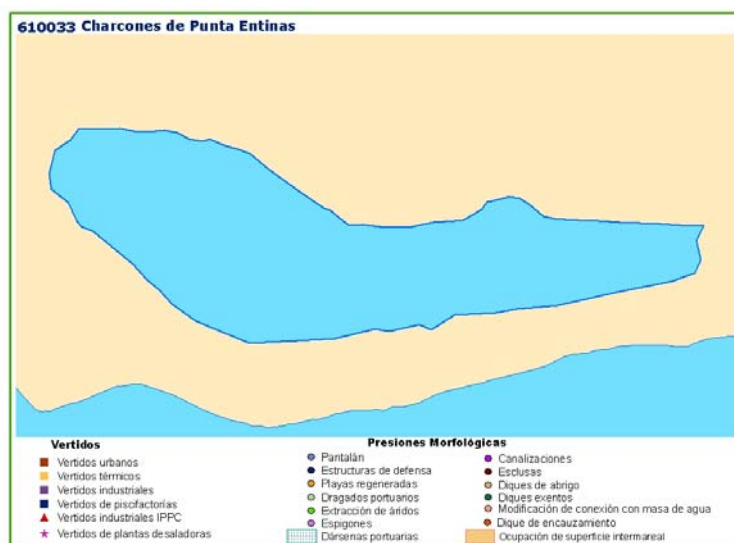 610033 Charcones de Punta Entinas
Vertidos
Vertidos urbanos
Vertidos térmicos
Vertidos industriales
Vertidos de piscifactorías
Vertidos industriales IPPC
Vertidos de plantas desaladoras
Presiones Morfológicas
Pantalán
Estructuras de defensa
Playas regeneradas
Dragados portuarios
Extracción de áridos
Espigones
Dársenas portuarias
Canalizaciones
Esclusas
Diques de abrigo
Diques exentos
Modificación de conexión con masa de agua
Dique de encauzamiento
Ocupación de superficie intermareal